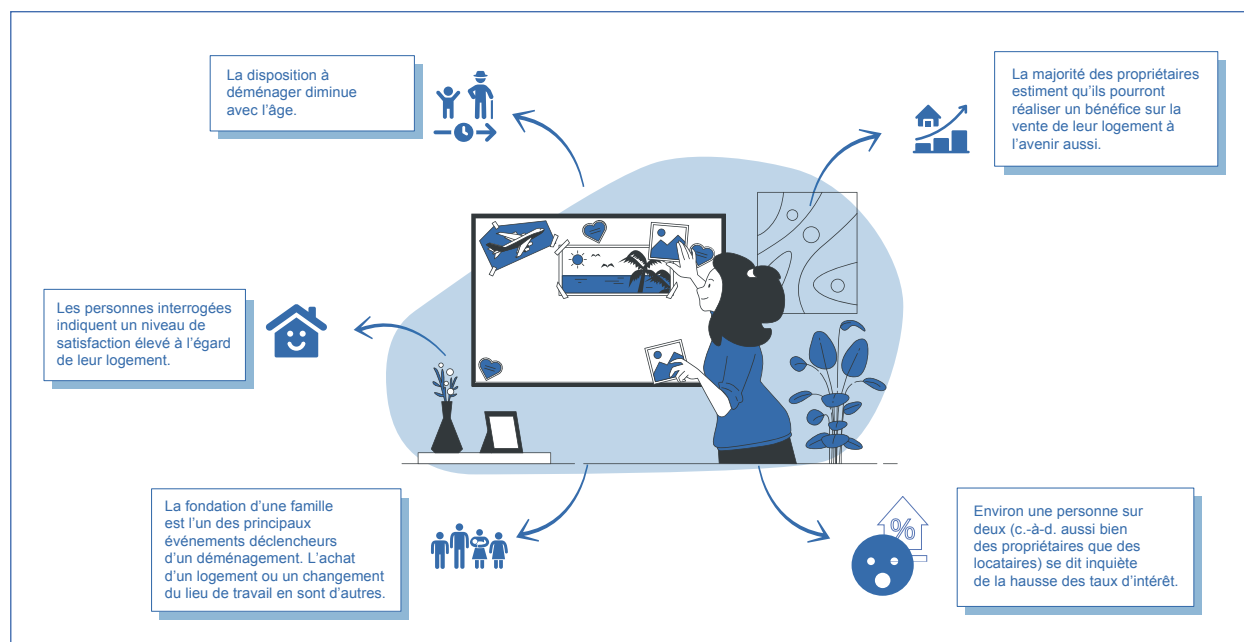 La disposition à
déménager diminue
avec l'âge.
La majorité des propriétaires
estiment qu'ils pourront
réaliser un bénéfice sur la
vente de leur logement à
l'avenir aussi.
Les personnes interrogées
indiquent un niveau de
satisfaction élevé à l'égard
de leur logement.
La fondation d'une famille
est l'un des principaux
événements déclencheurs
d'un déménagement. L'achat
d'un logement ou un changement
du lieu de travail en sont d'autres.
%
Environ une personne sur
deux (c.-à-d. aussi bien
des propriétaires que des
locataires) se dit inquiète
de la hausse des taux d'intérêt.